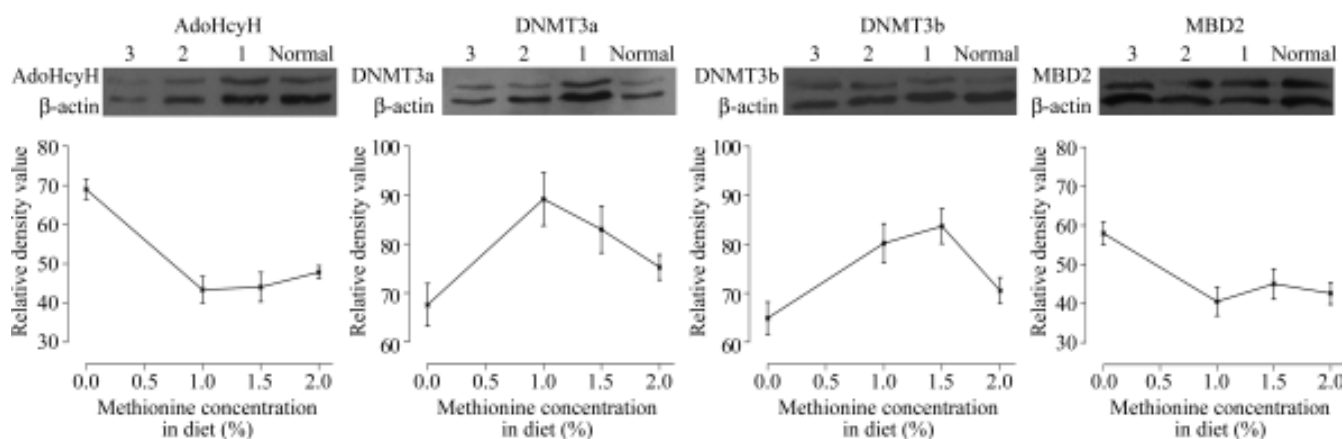 AdoHcyH
3 2 1 Normal
AdoHcyH
β-actin
Relative density value
80
70
60
50
40
30
0.0 0.5 1.0 1.5 2.0
Methionine concentration
in diet (%)
DNMT3a
3 2 1 Normal
DNMT3a
β-actin
Relative density value
100
90
80
70
60
0.0 0.5 1.0 1.5 2.0
Methionine concentration
in diet (%)
DNMT3b
3 2 1 Normal
DNMT3b
β-actin
Relative density value
100
90
80
70
60
0.0 0.5 1.0 1.5 2.0
Methionine concentration
in diet (%)
MBD2
3 2 1 Normal
MBD2
β-actin
Relative density value
80
70
60
50
40
30
0.0 0.5 1.0 1.5 2.0
Methionine concentration
in diet (%)